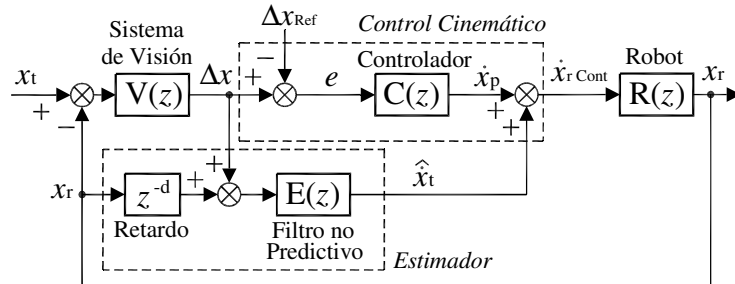 Δx_Ref
Control Cinemático
Sistema
de Visión
Controlador
Robot
x_t
Δx
e
ẋ_p
ẋ_r Cont
x_r
V(z)
C(z)
R(z)
+
−
+
−
+
+
x_r
z^-d
+
+
E(z)
\hat{ẋ}_t
Retardo
Filtro no
Predictivo
Estimador